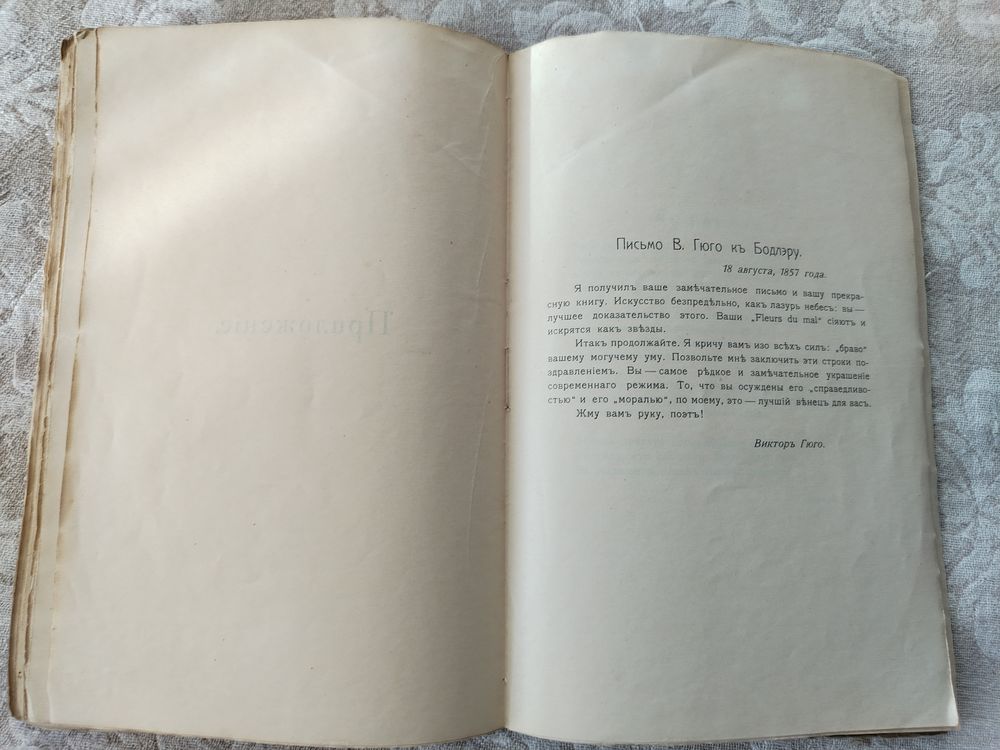 Приложеніе.
Письмо В. Гюго къ Бодлэру.
18 августа, 1857 года.
Я получилъ ваше замѣчательное письмо и вашу прекра-
сную книгу. Искусство безпредѣльно, какъ лазурь небесъ: вы —
лучшее доказательство этого. Ваши „Fleurs du mal“ сіяютъ и
искрятся какъ звѣзды.
Итакъ продолжайте. Я кричу вамъ изо всѣхъ силъ: „браво“
вашему могучему уму. Позвольте мнѣ заключить эти строки по-
здравленіемъ. Вы — самое рѣдкое и замѣчательное украшеніе
современнаго режима. То, что вы осуждены его „справедливо-
стью“ и его „моралью“, по моему, это — лучшій вѣнецъ для васъ.
Жму вамъ руку, поэтъ!
Викторъ Гюго.